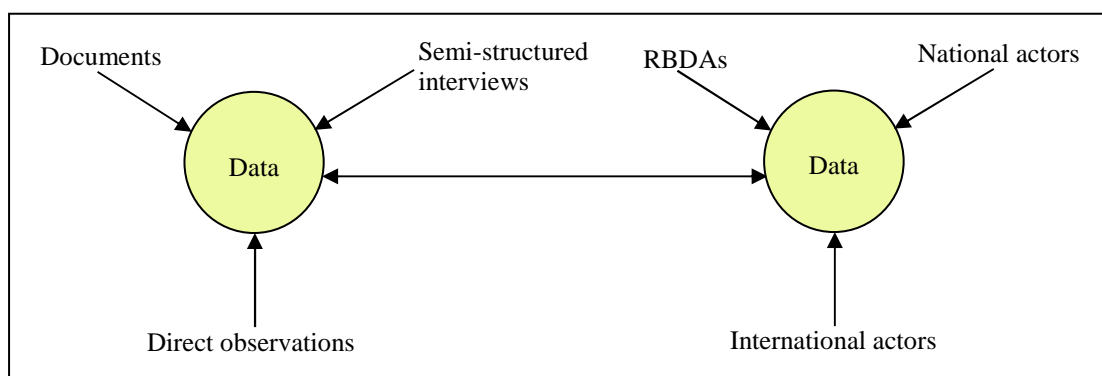 Documents
Semi-structured
interviews
RBDAs
National actors
Data
Data
Direct observations
International actors